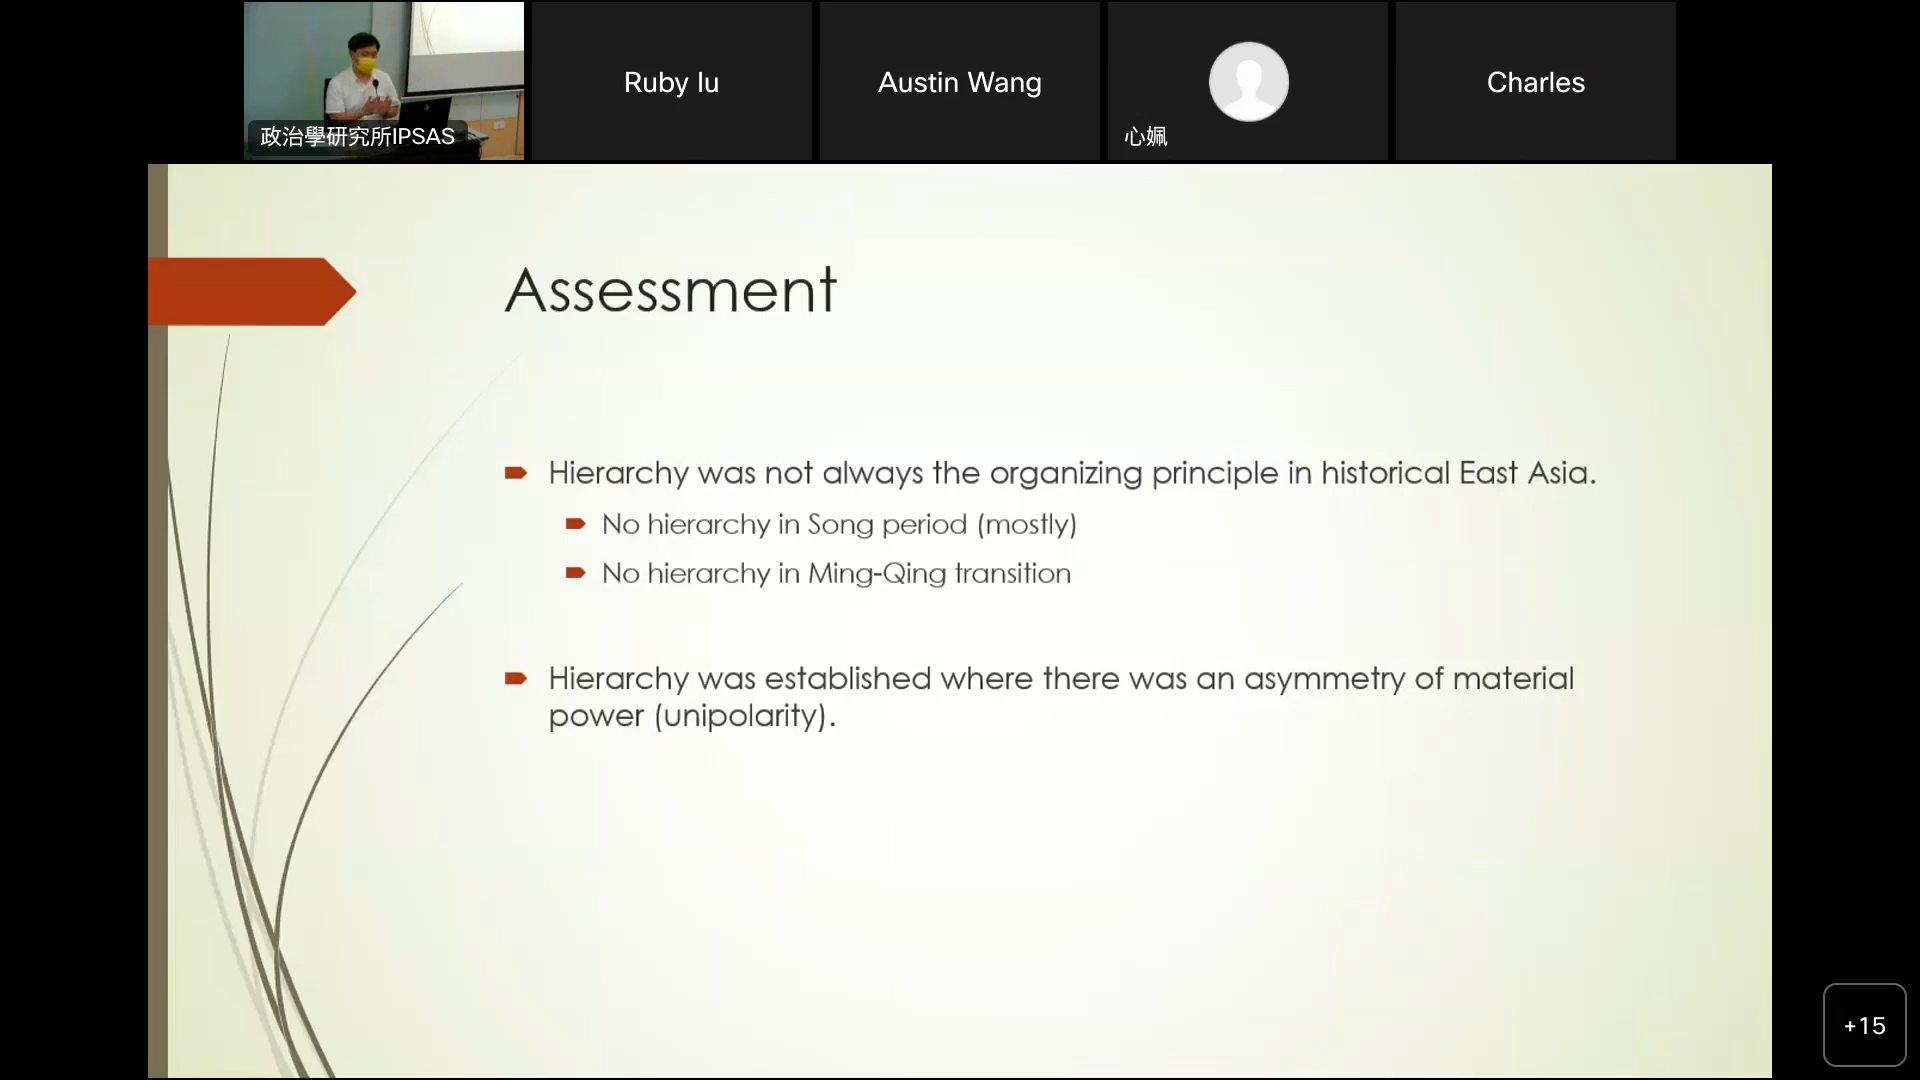 政治學研究所IPSAS
Ruby lu
Austin Wang
心姵
Charles
Assessment
Hierarchy was not always the organizing principle in historical East Asia.
No hierarchy in Song period (mostly)
No hierarchy in Ming-Qing transition
Hierarchy was established where there was an asymmetry of material
power (unipolarity).
+15